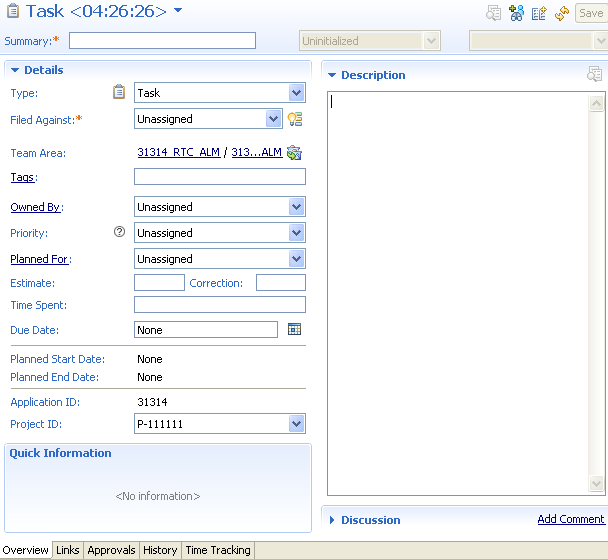 Task <04:26:26>
Save
Summary:*
Uninitialized
Details
Type: Task
Filed Against:* Unassigned
Team Area: 31314_RTC_ALM / 313...ALM
Tags:
Owned By: Unassigned
Priority: Unassigned
Planned For: Unassigned
Estimate: Correction:
Time Spent:
Due Date: None
Planned Start Date: None
Planned End Date: None
Application ID: 31314
Project ID: P-111111
Quick Information
<No information>
Description
Discussion Add Comment
Overview Links Approvals History Time Tracking